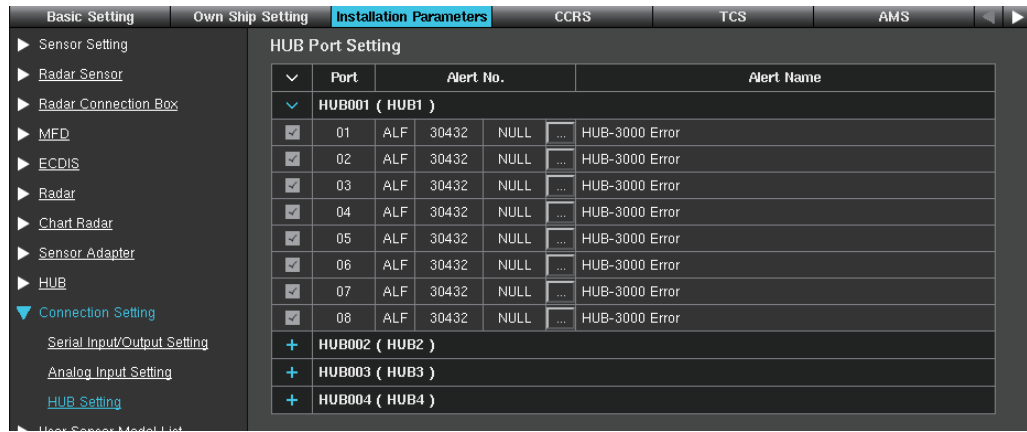 Basic Setting Own Ship Setting Installation Parameters CCRS TCS AMS
Sensor Setting
Radar Sensor
Radar Connection Box
MFD
ECDIS
Radar
Chart Radar
Sensor Adapter
HUB
Connection Setting
Serial Input/Output Setting
Analog Input Setting
HUB Setting
User Sensor Model List
HUB Port Setting
Port Alert No. Alert Name
HUB001 ( HUB1 )
01 ALF 30432 NULL ... HUB-3000 Error
02 ALF 30432 NULL ... HUB-3000 Error
03 ALF 30432 NULL ... HUB-3000 Error
04 ALF 30432 NULL ... HUB-3000 Error
05 ALF 30432 NULL ... HUB-3000 Error
06 ALF 30432 NULL ... HUB-3000 Error
07 ALF 30432 NULL ... HUB-3000 Error
08 ALF 30432 NULL ... HUB-3000 Error
+ HUB002 ( HUB2 )
+ HUB003 ( HUB3 )
+ HUB004 ( HUB4 )